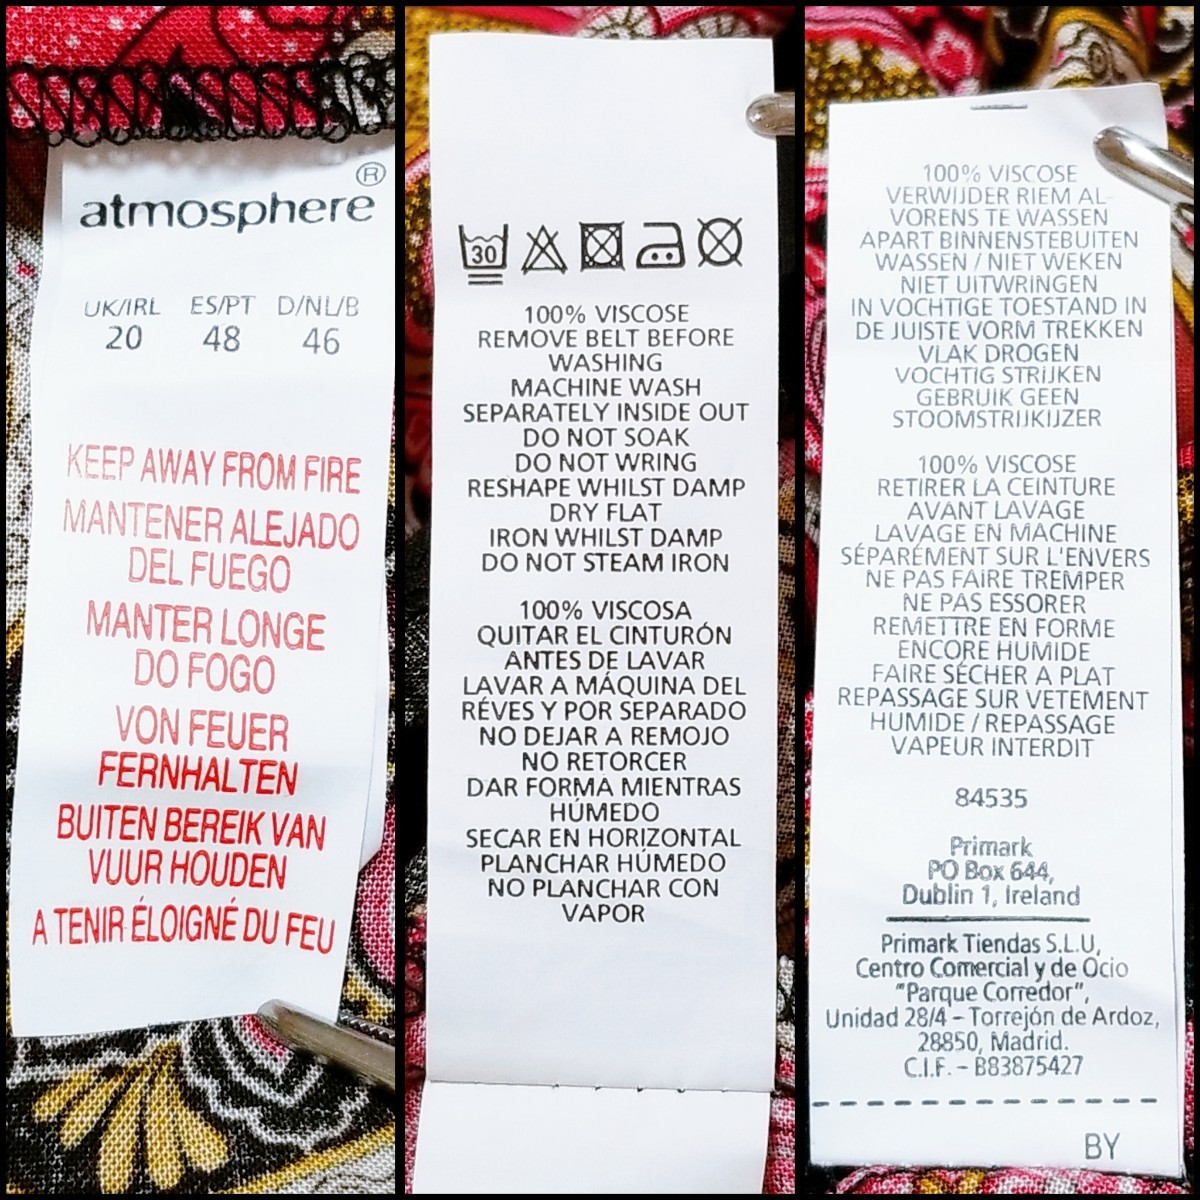 atmosphere®
UK/IRL ES/PT D/NL/B
20 48 46
KEEP AWAY FROM FIRE
MANTENER ALEJADO
DEL FUEGO
MANTER LONGE
DO FOGO
VON FEUER
FERNHALTEN
BUITEN BEREIK VAN
VUUR HOUDEN
A TENIR ÉLOIGNÉ DU FEU
30
100% VISCOSE
REMOVE BELT BEFORE
WASHING
MACHINE WASH
SEPARATELY INSIDE OUT
DO NOT SOAK
DO NOT WRING
RESHAPE WHILST DAMP
DRY FLAT
IRON WHILST DAMP
DO NOT STEAM IRON
100% VISCOSA
QUITAR EL CINTURÓN
ANTES DE LAVAR
LAVAR A MÁQUINA DEL
RÉVES Y POR SEPARADO
NO DEJAR A REMOJO
NO RETORCER
DAR FORMA MIENTRAS
HÚMEDO
SECAR EN HORIZONTAL
PLANCHAR HÚMEDO
NO PLANCHAR CON
VAPOR
100% VISCOSE
VERWIJDER RIEM AL-
VORENS TE WASSEN
APART BINNENSTEBUITEN
WASSEN / NIET WEKEN
NIET UITWRINGEN
IN VOCHTIGE TOESTAND IN
DE JUISTE VORM TREKKEN
VLAK DROGEN
VOCHTIG STRIJKEN
GEBRUIK GEEN
STOOMSTRIJKIJZER
100% VISCOSE
RETIRER LA CEINTURE
AVANT LAVAGE
LAVAGE EN MACHINE
SÉPARÉMENT SUR L'ENVERS
NE PAS FAIRE TREMPER
NE PAS ESSORER
REMETTRE EN FORME
ENCORE HUMIDE
FAIRE SÉCHER A PLAT
REPASSAGE SUR VETEMENT
HUMIDE / REPASSAGE
VAPEUR INTERDIT
84535
Primark
PO Box 644,
Dublin 1, Ireland
Primark Tiendas S.L.U,
Centro Comercial y de Ocio
"Parque Corredor",
Unidad 28/4 – Torrejón de Ardoz,
28850, Madrid.
C.I.F. – B83875427
BY